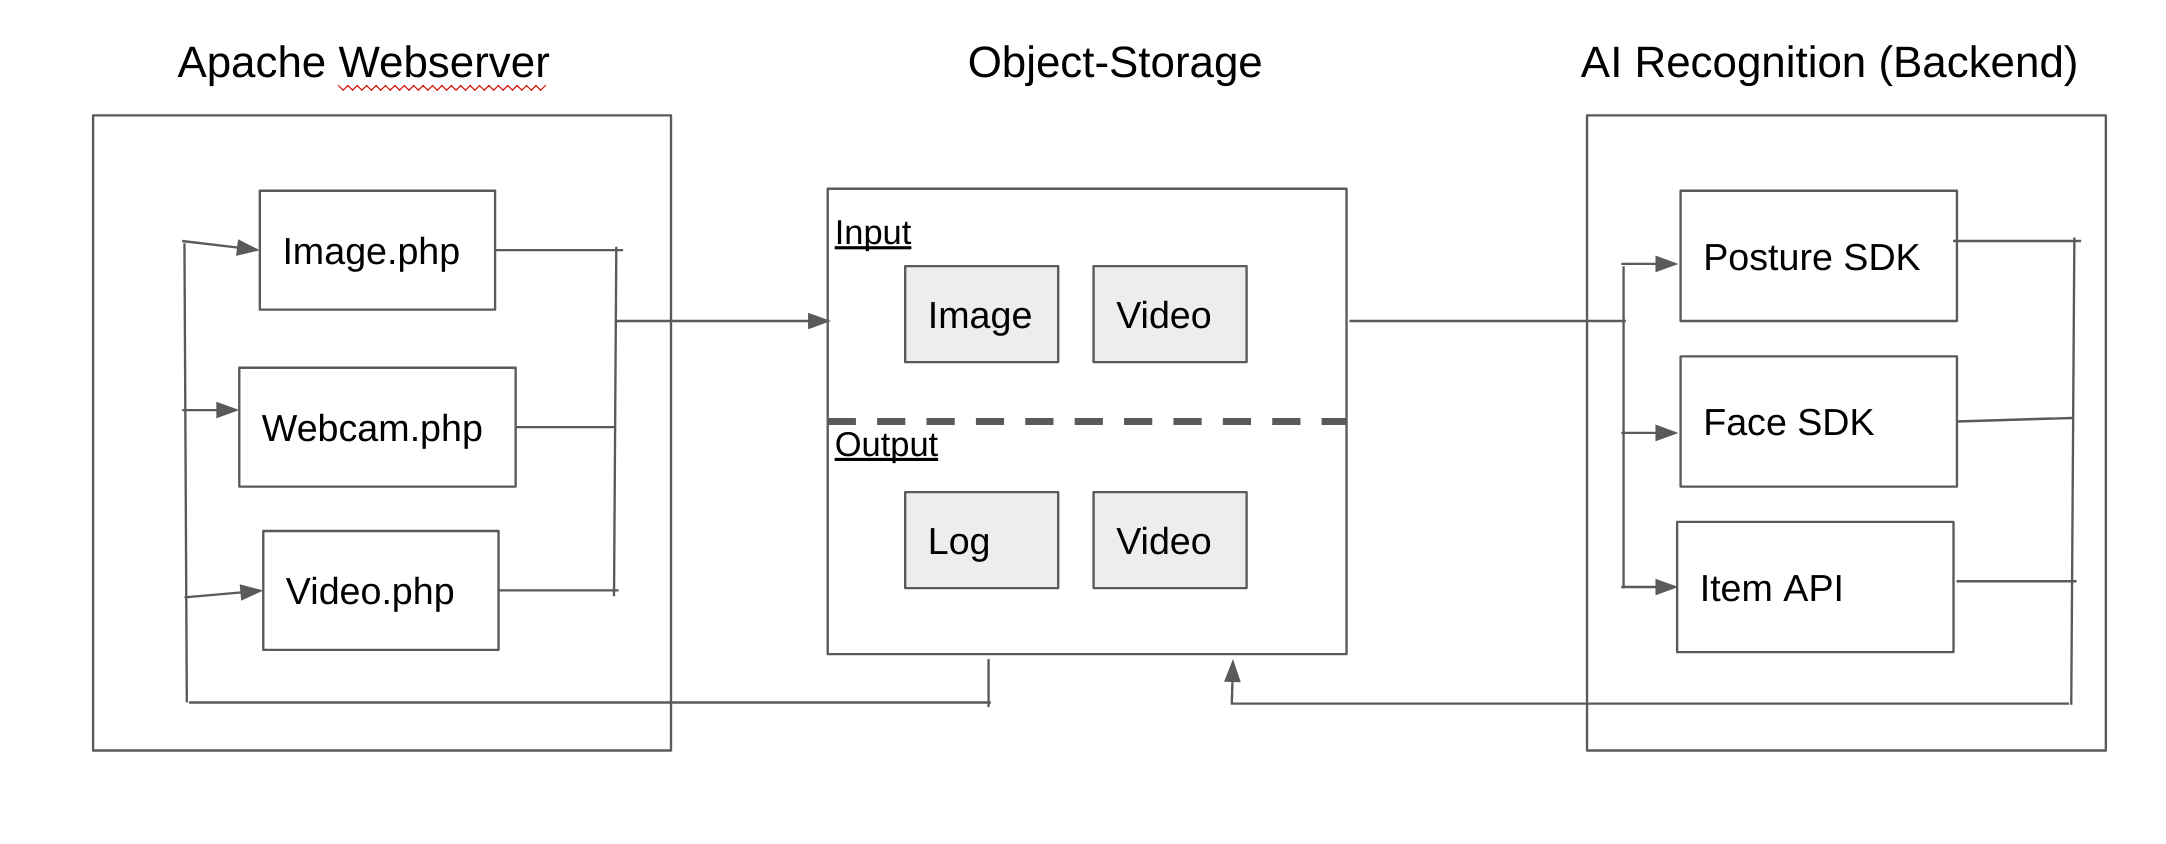 Apache Webserver
Object-Storage
AI Recognition (Backend)
Image.php
Webcam.php
Video.php
Input
Image
Video
Output
Log
Video
Posture SDK
Face SDK
Item API